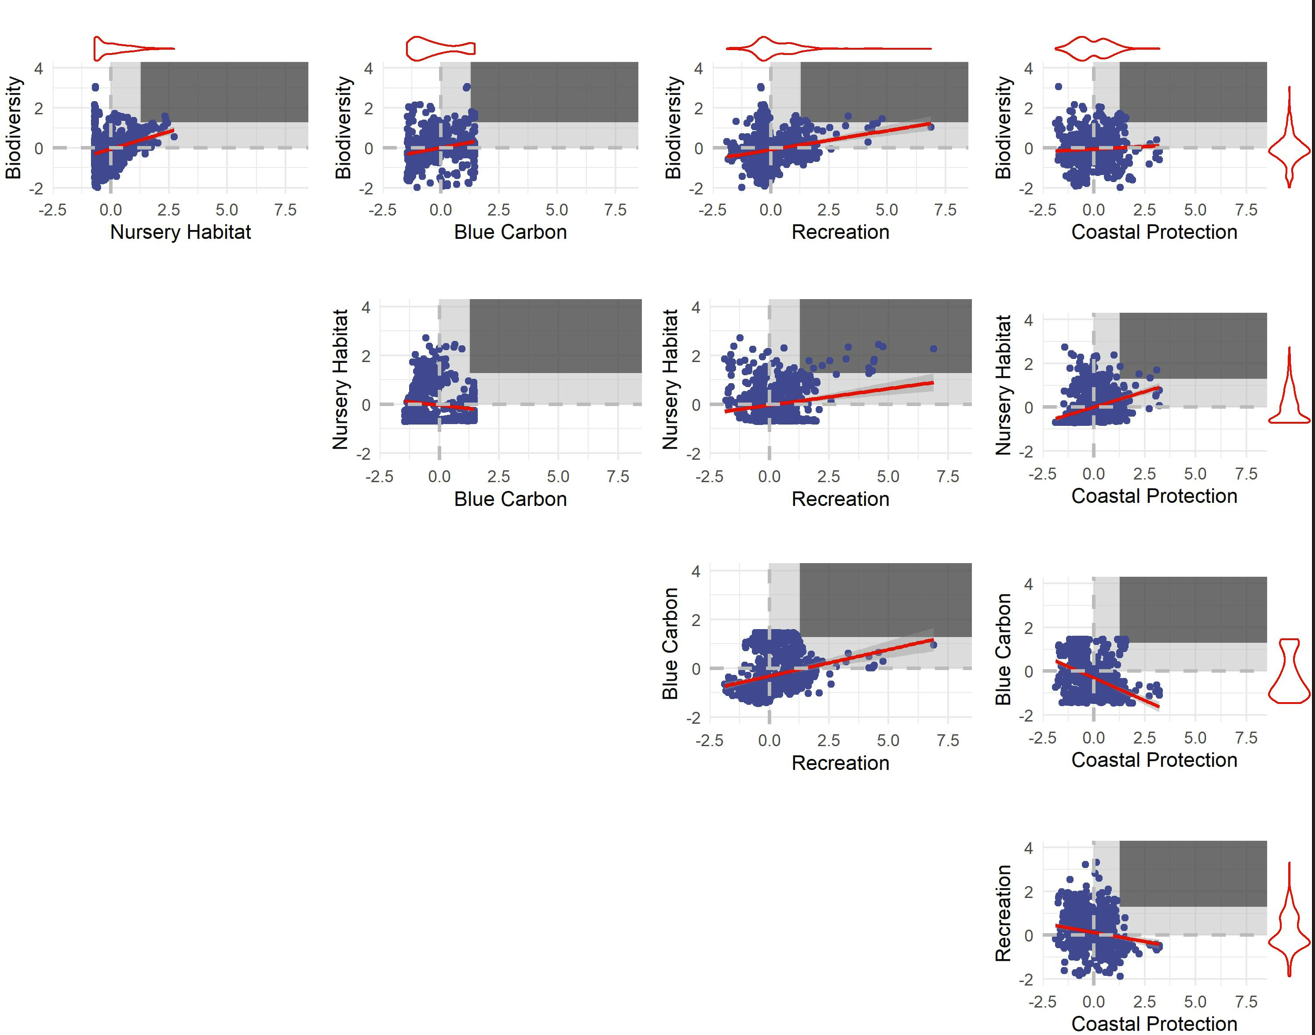 4 4 4 4
Biodiversity Biodiversity Biodiversity Biodiversity
2 2 2 2
0 0 0 0
-2 -2 -2 -2
-2.5 0.0 2.5 5.0 7.5 -2.5 0.0 2.5 5.0 7.5 -2.5 0.0 2.5 5.0 7.5 -2.5 0.0 2.5 5.0 7.5
Nursery Habitat Blue Carbon Recreation Coastal Protection
4 4 4
Nursery Habitat Nursery Habitat Nursery Habitat
2 2 2
0 0 0
-2 -2 -2
-2.5 0.0 2.5 5.0 7.5 -2.5 0.0 2.5 5.0 7.5 -2.5 0.0 2.5 5.0 7.5
Blue Carbon Recreation Coastal Protection
4 4
Blue Carbon Blue Carbon
2 2
0 0
-2 -2
-2.5 0.0 2.5 5.0 7.5 -2.5 0.0 2.5 5.0 7.5
Recreation Coastal Protection
4
Recreation
2
0
-2
-2.5 0.0 2.5 5.0 7.5
Coastal Protection